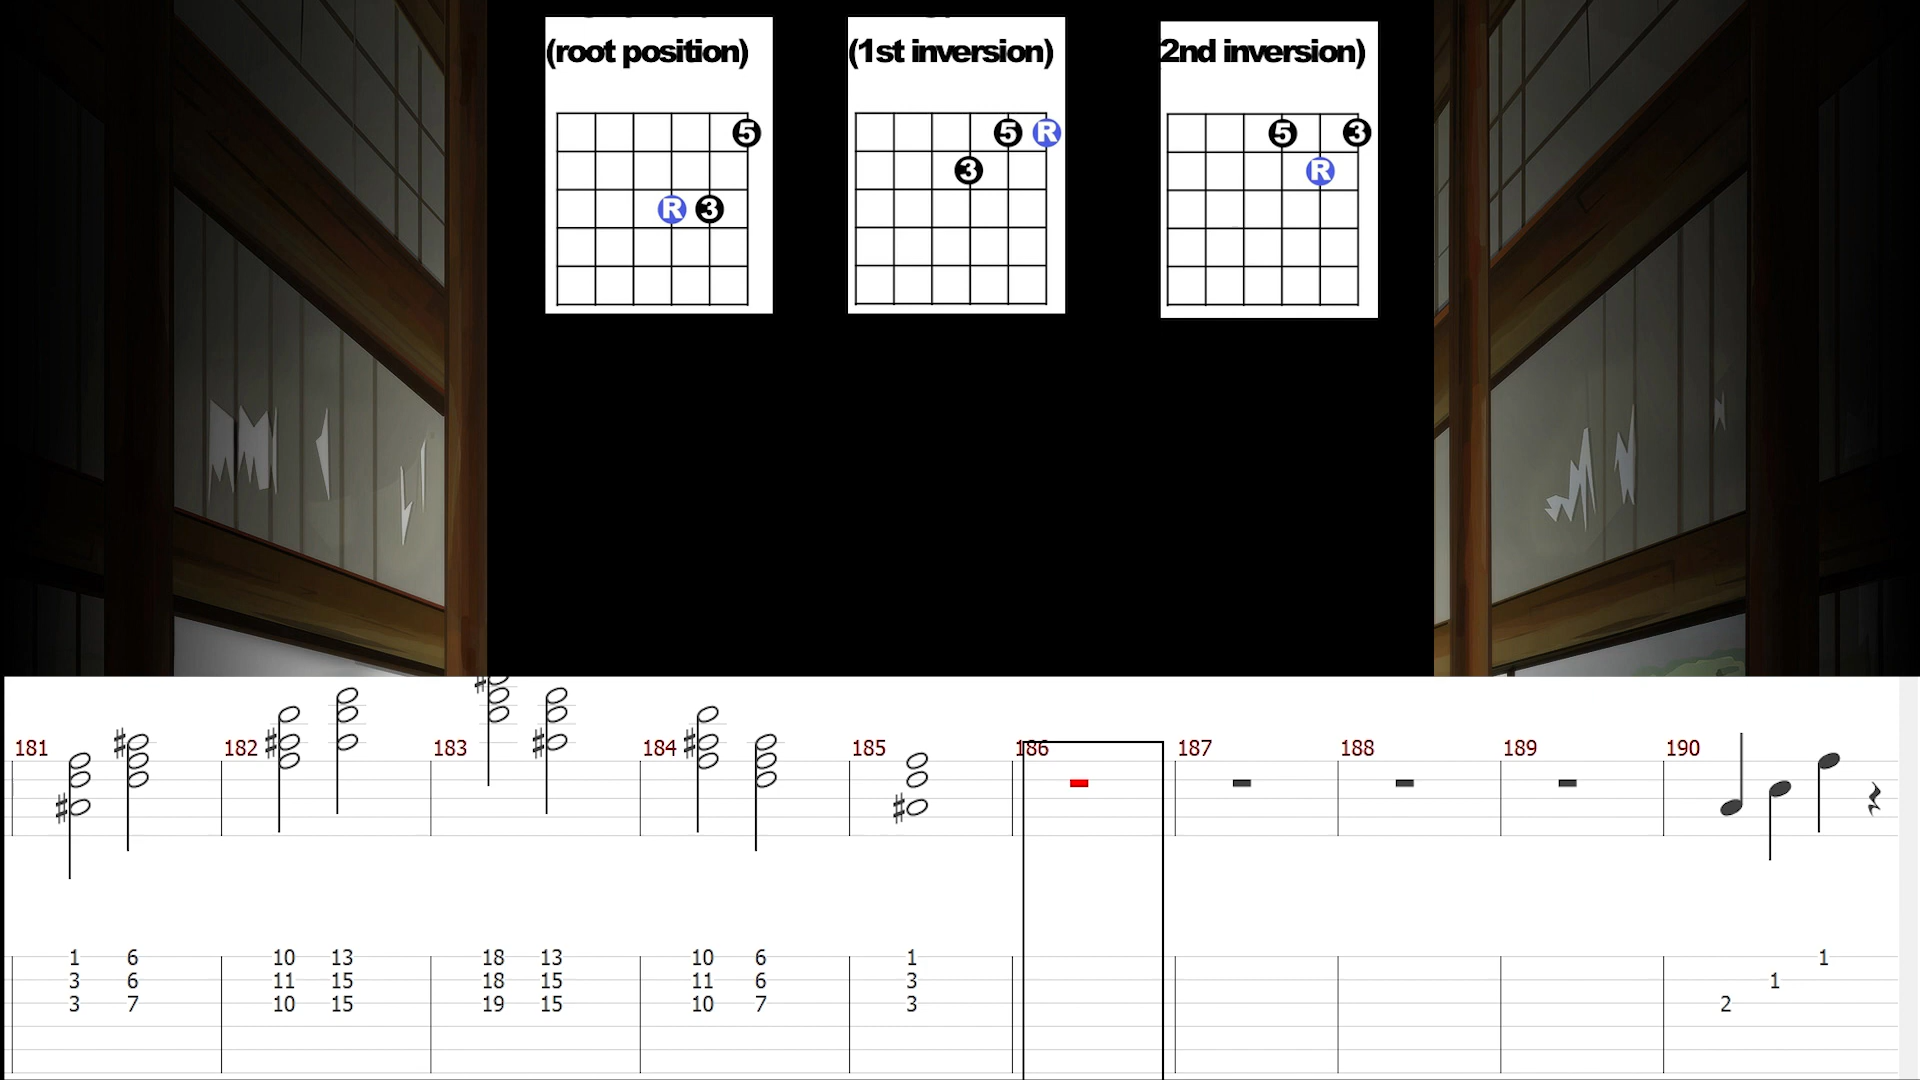 (root position)
(1st inversion)
2nd inversion)
5
R 3
5 R
3
5 3
R
181 182 183 184 185 186 187 188 189 190
1 6 10 13 18 13 10 6 1 1
3 6 11 15 18 15 11 6 3 1
3 7 10 15 19 15 10 7 3 2